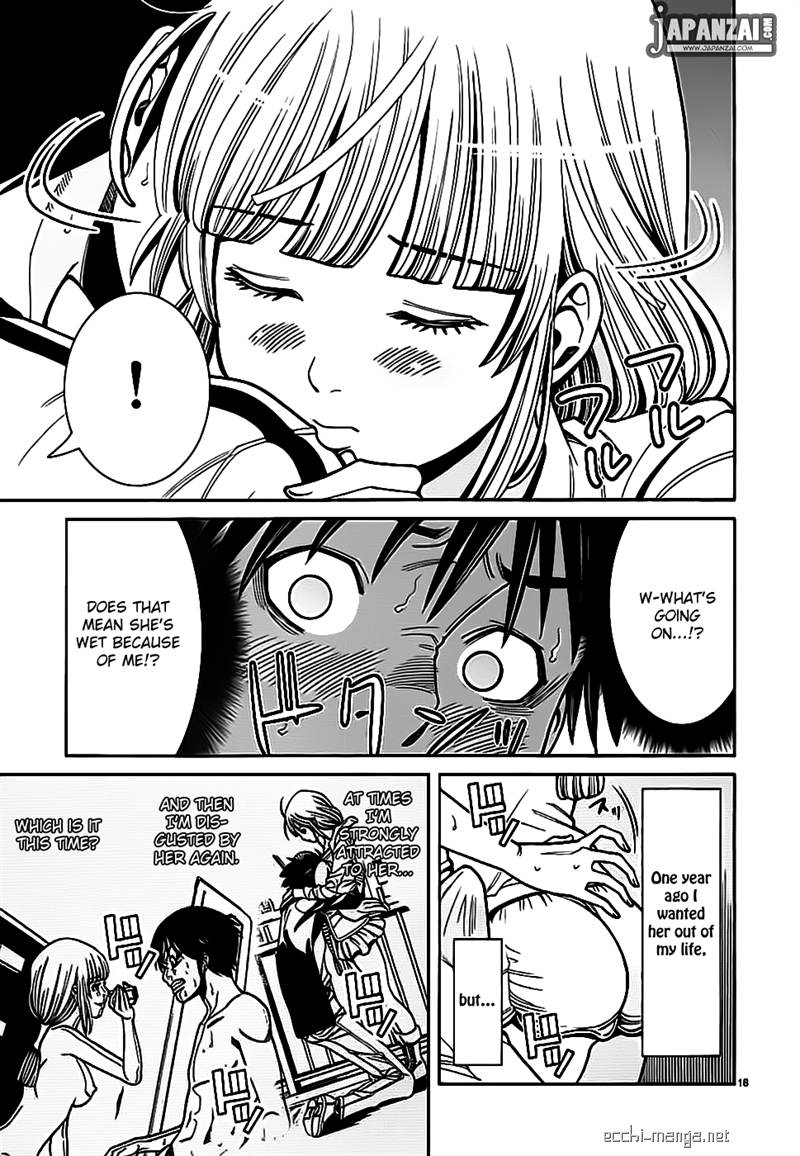 JAPANZAI.COM
WWW.JAPANZAI.COM
!
フル
フル
W-WHAT'S
GOING
ON...!?
DOES THAT
MEAN SHE'S
WET BECAUSE
OF ME!?
ドクン
One year
ago I
wanted
her out of
my life,
but...
AT TIMES
I'M
STRONGLY
ATTRACTED
TO HER...
AND THEN
I'M DIS-
GUSTED BY
HER AGAIN.
WHICH IS IT
THIS TIME?
18
ecchi-manga.net